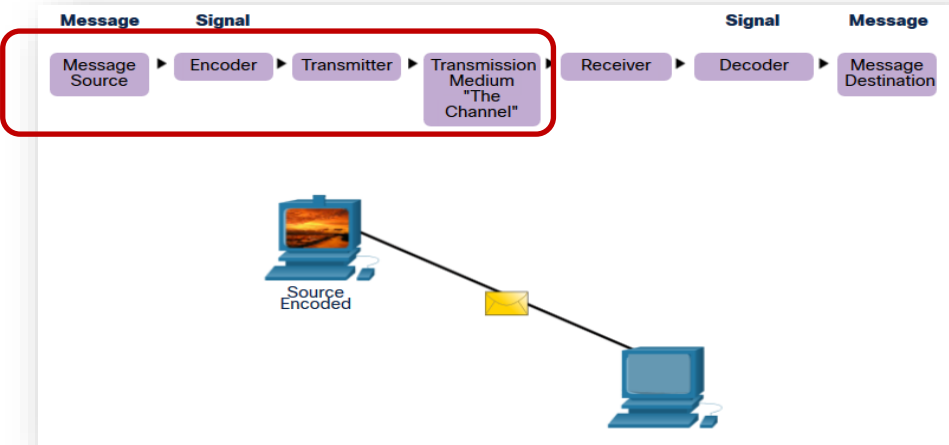 Message Signal Signal Message
Message Source
Encoder
Transmitter
Transmission Medium "The Channel"
Receiver
Decoder
Message Destination
Source
Encoded